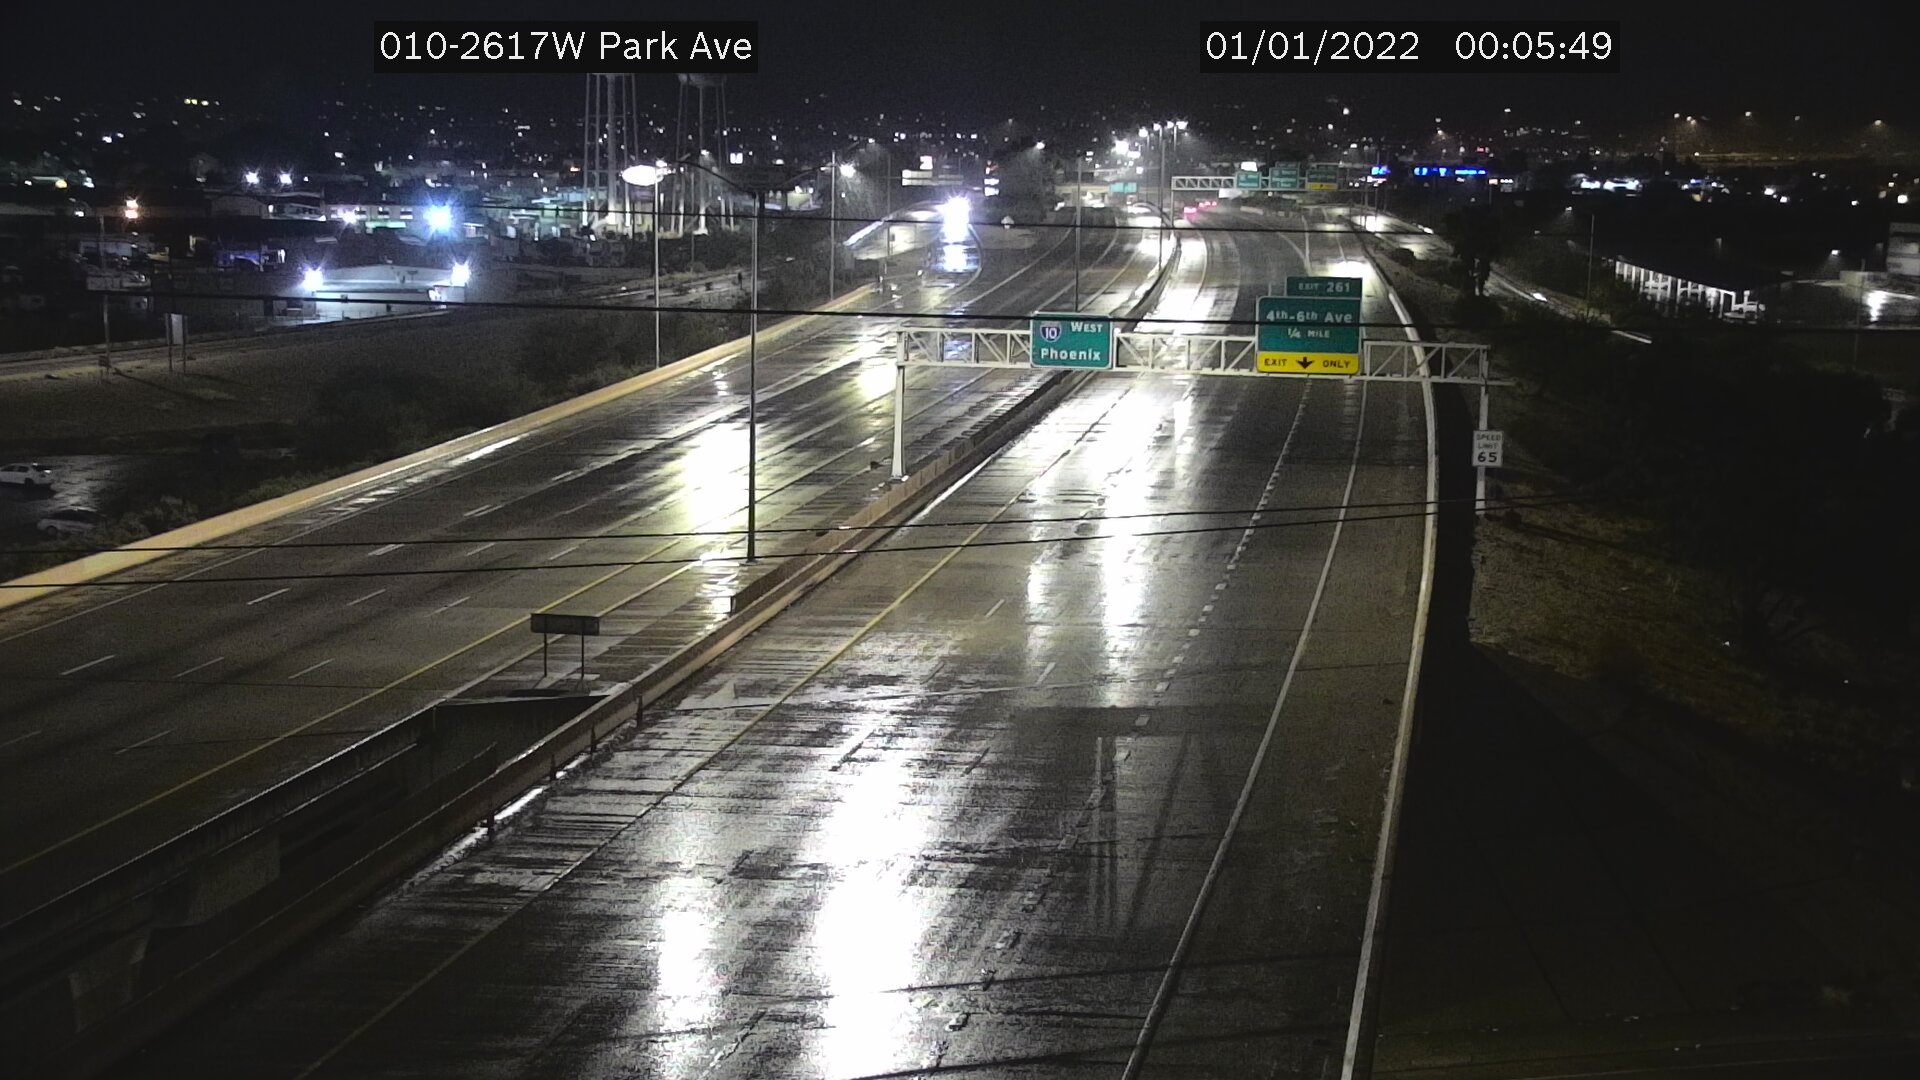 010-2617W Park Ave
01/01/2022 00:05:49
EXIT 261
4th-6th Ave
1/4 MILE
EXIT ONLY
10 WEST
Phoenix
SPEED
LIMIT
65